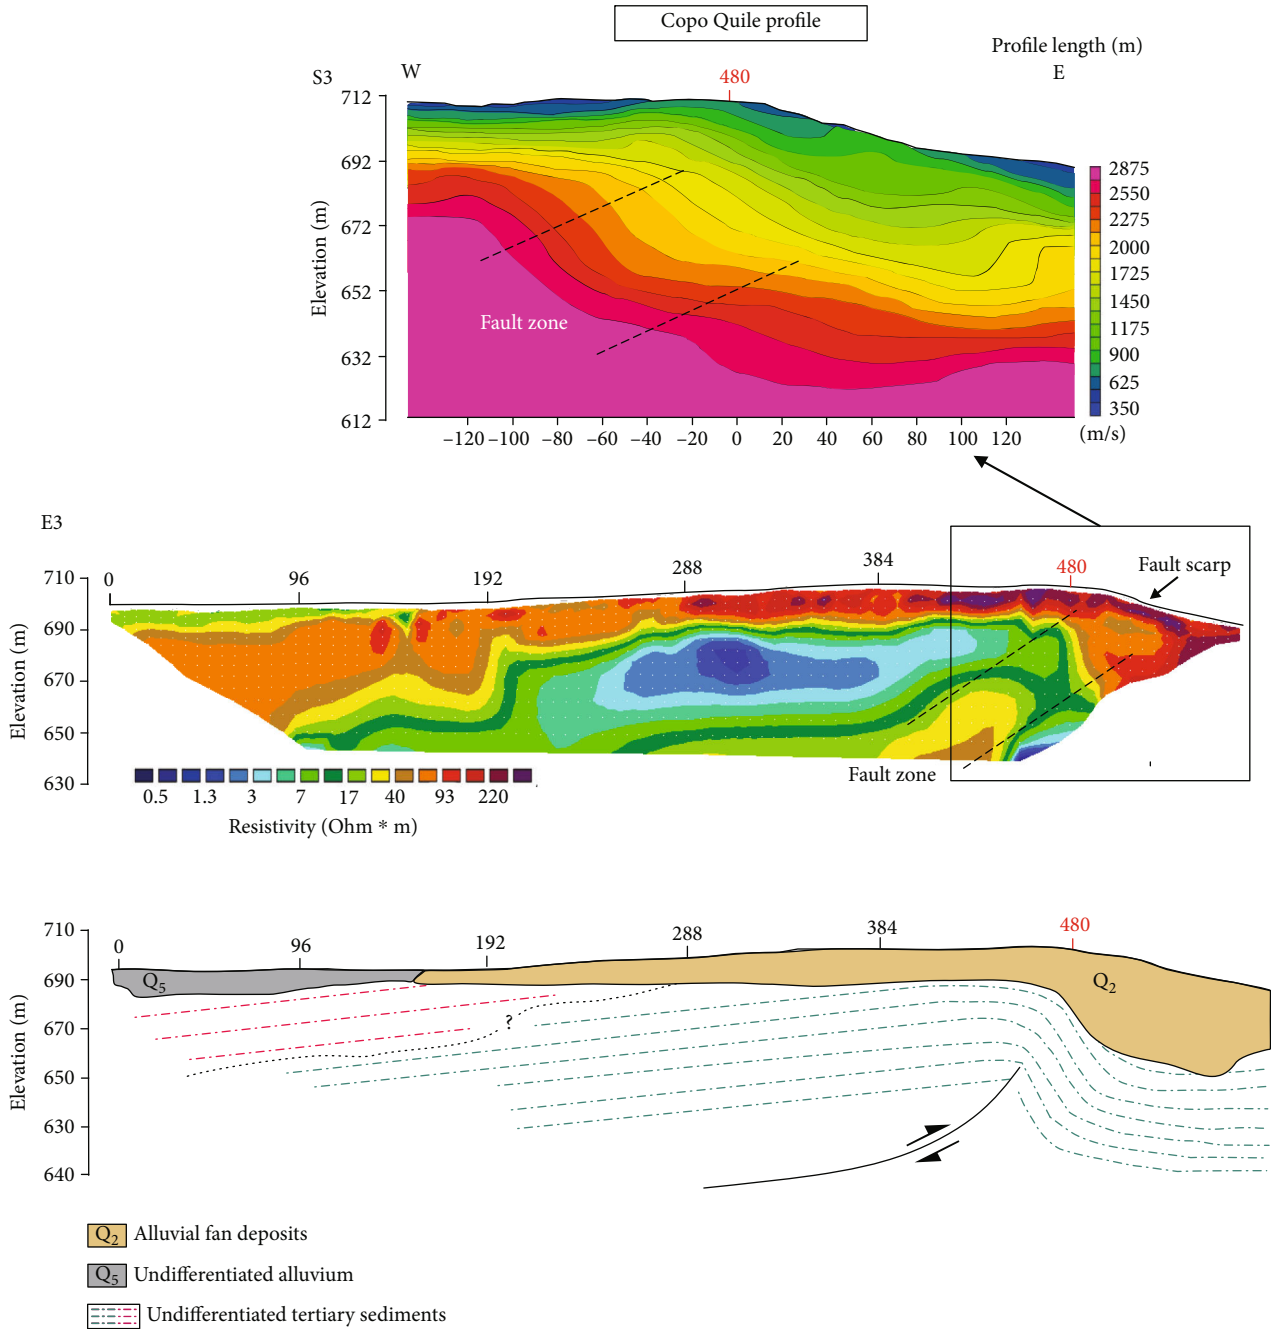 Copo Quile profile
Profile length (m)
S3
W
480
E
712
692
672
652
632
612
Elevation (m)
Fault zone
2875
2550
2275
2000
1725
1450
1175
900
625
350
(m/s)
−120 −100 −80 −60 −40 −20 0 20 40 60 80 100 120
E3
0 96 192 288 384 480
Fault scarp
710
690
670
650
630
Elevation (m)
Fault zone
0.5 1.3 3 7 17 40 93 220
Resistivity (Ohm * m)
0 96 192 288 384 480
710
690
670
650
630
640
Elevation (m)
Q5
Q2
?
Q2 Alluvial fan deposits
Q5 Undifferentiated alluvium
Undifferentiated tertiary sediments